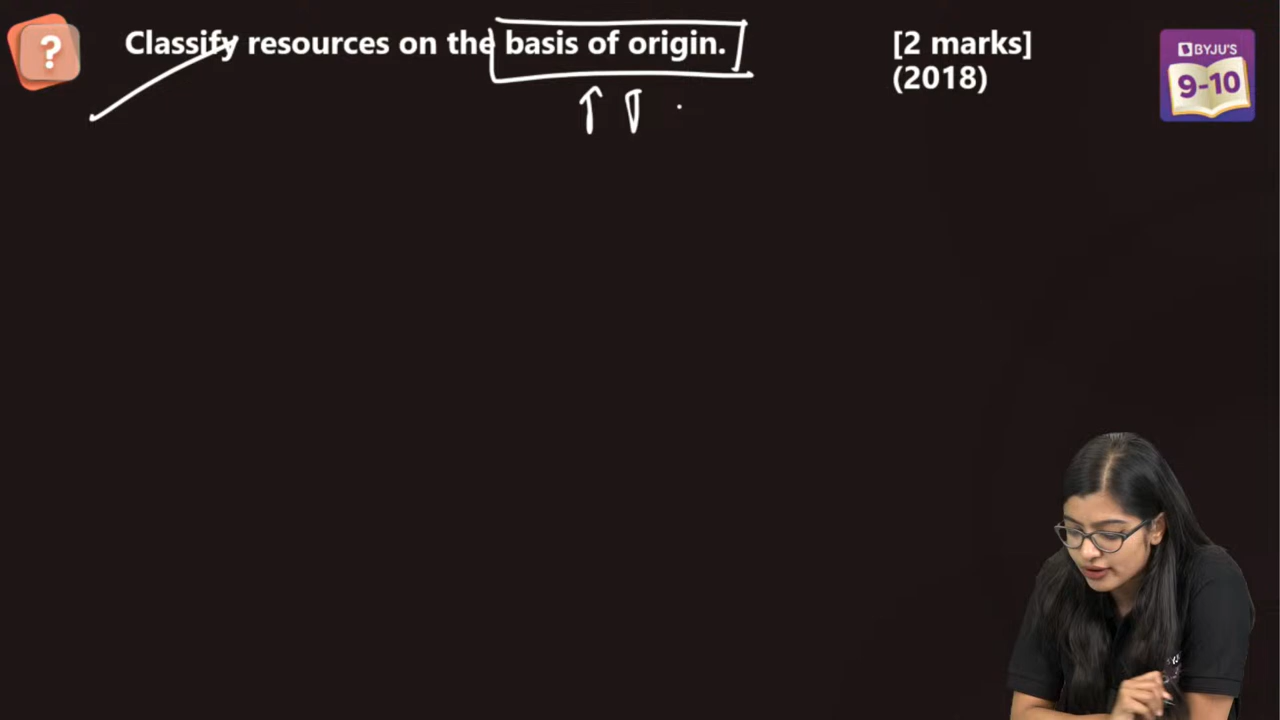 ?
Classify resources on the basis of origin.
[2 marks]
(2018)
BYJU'S
9-10